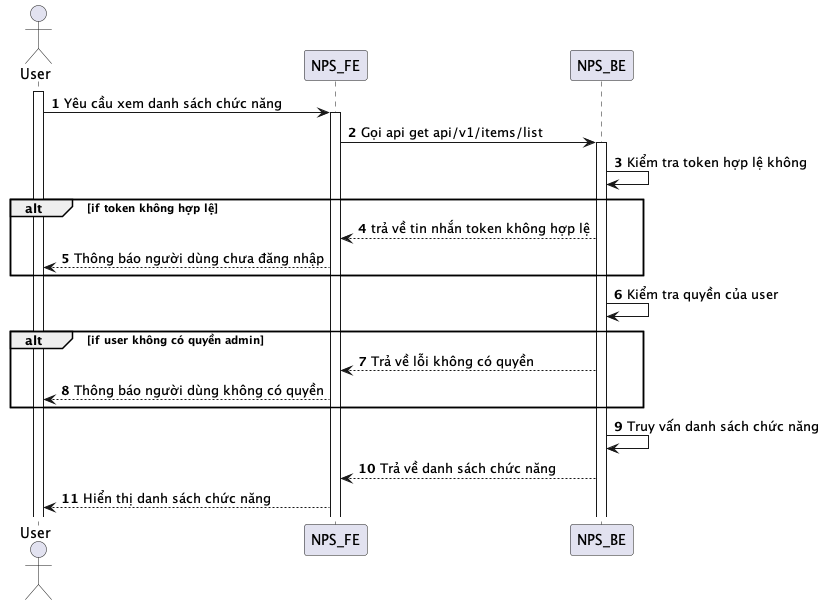 User
NPS_FE
NPS_BE
1 Yêu cầu xem danh sách chức năng
2 Gọi api get api/v1/items/list
3 Kiểm tra token hợp lệ không
alt [if token không hợp lệ]
4 trả về tin nhắn token không hợp lệ
5 Thông báo người dùng chưa đăng nhập
6 Kiểm tra quyền của user
alt [if user không có quyền admin]
7 Trả về lỗi không có quyền
8 Thông báo người dùng không có quyền
9 Truy vấn danh sách chức năng
10 Trả về danh sách chức năng
11 Hiển thị danh sách chức năng
User
NPS_FE
NPS_BE